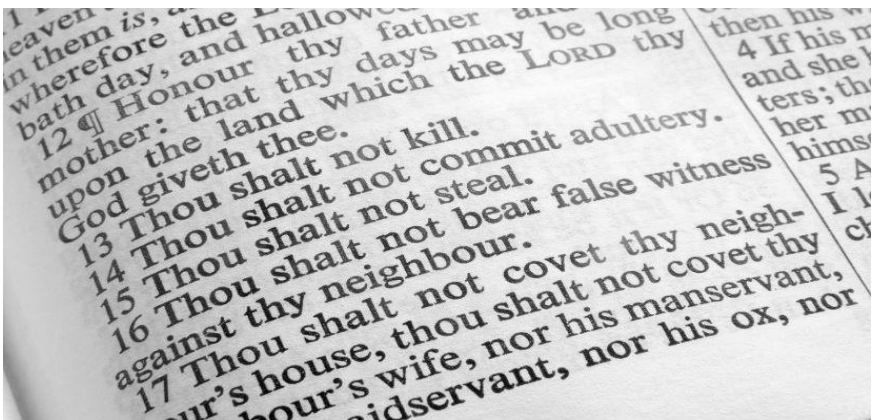 heaven
in them is,
wherefore the
bath day, and hallowed
12 ¶ Honour thy father and
mother: that thy days may be long
upon the land which the LORD thy
God giveth thee.
13 Thou shalt not kill.
14 Thou shalt not commit adultery.
15 Thou shalt not steal.
16 Thou shalt not bear false witness
against thy neighbour.
17 Thou shalt not covet thy neigh-
our's house, thou shalt not covet thy
bour's wife, nor his manservant,
aidservant, nor his ox, nor
then his
4 If his
and she
ters;
her
himse
5
I